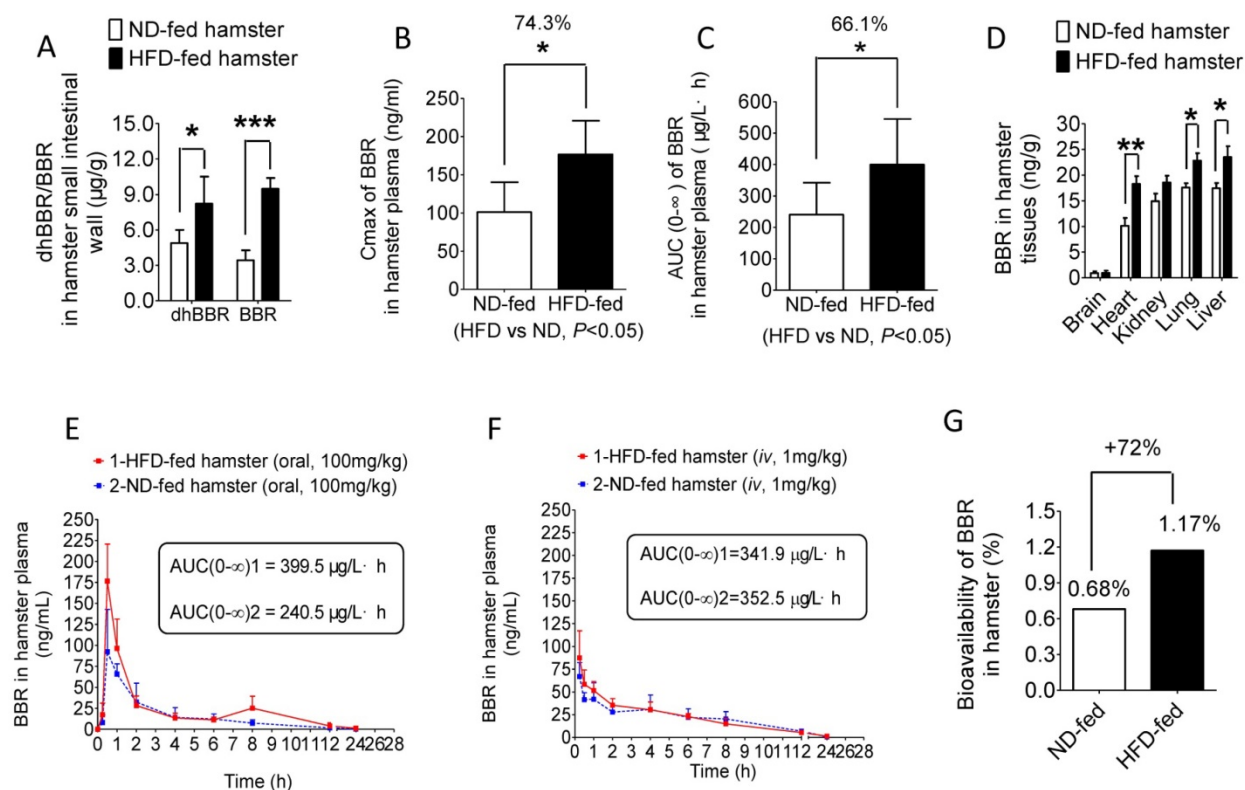 A
ND-fed hamster
HFD-fed hamster
dhBBR/BBR
in hamster small intestinal
wall (µg/g)
15.0
12.0
9.0
6.0
3.0
0.0
*
***
dhBBR
BBR
B
74.3%
*
Cmax of BBR
in hamster plasma (ng/ml)
250
200
150
100
50
0
ND-fed
HFD-fed
(HFD vs ND, P<0.05)
C
66.1%
*
AUC (0-∞) of BBR
in hamster plasma ( µg/L· h)
800
700
600
500
400
300
200
100
0
ND-fed
HFD-fed
(HFD vs ND, P<0.05)
D
ND-fed hamster
HFD-fed hamster
BBR in hamster
tissues (ng/g)
30
25
20
15
10
5
0
**
*
*
Brain
Heart
Kidney
Lung
Liver
E
1-HFD-fed hamster (oral, 100mg/kg)
2-ND-fed hamster (oral, 100mg/kg)
BBR in hamster plasma
(ng/mL)
250
225
200
175
150
125
100
75
50
25
0
AUC(0-∞)1 = 399.5 µg/L· h
AUC(0-∞)2 = 240.5 µg/L· h
0 1 2 3 4 5 6 7 8 9 10 11 12 24 26 28
Time (h)
F
1-HFD-fed hamster (iv, 1mg/kg)
2-ND-fed hamster (iv, 1mg/kg)
BBR in hamster plasma
(ng/mL)
250
225
200
175
150
125
100
75
50
25
0
AUC(0-∞)1=341.9 µg/L· h
AUC(0-∞)2=352.5 µg/L· h
0 1 2 3 4 5 6 7 8 9 10 11 12 24 26 28
Time (h)
G
+72%
Bioavailability of BBR
in hamster (%)
1.5
1.2
0.9
0.6
0.3
0.0
0.68%
1.17%
ND-fed
HFD-fed